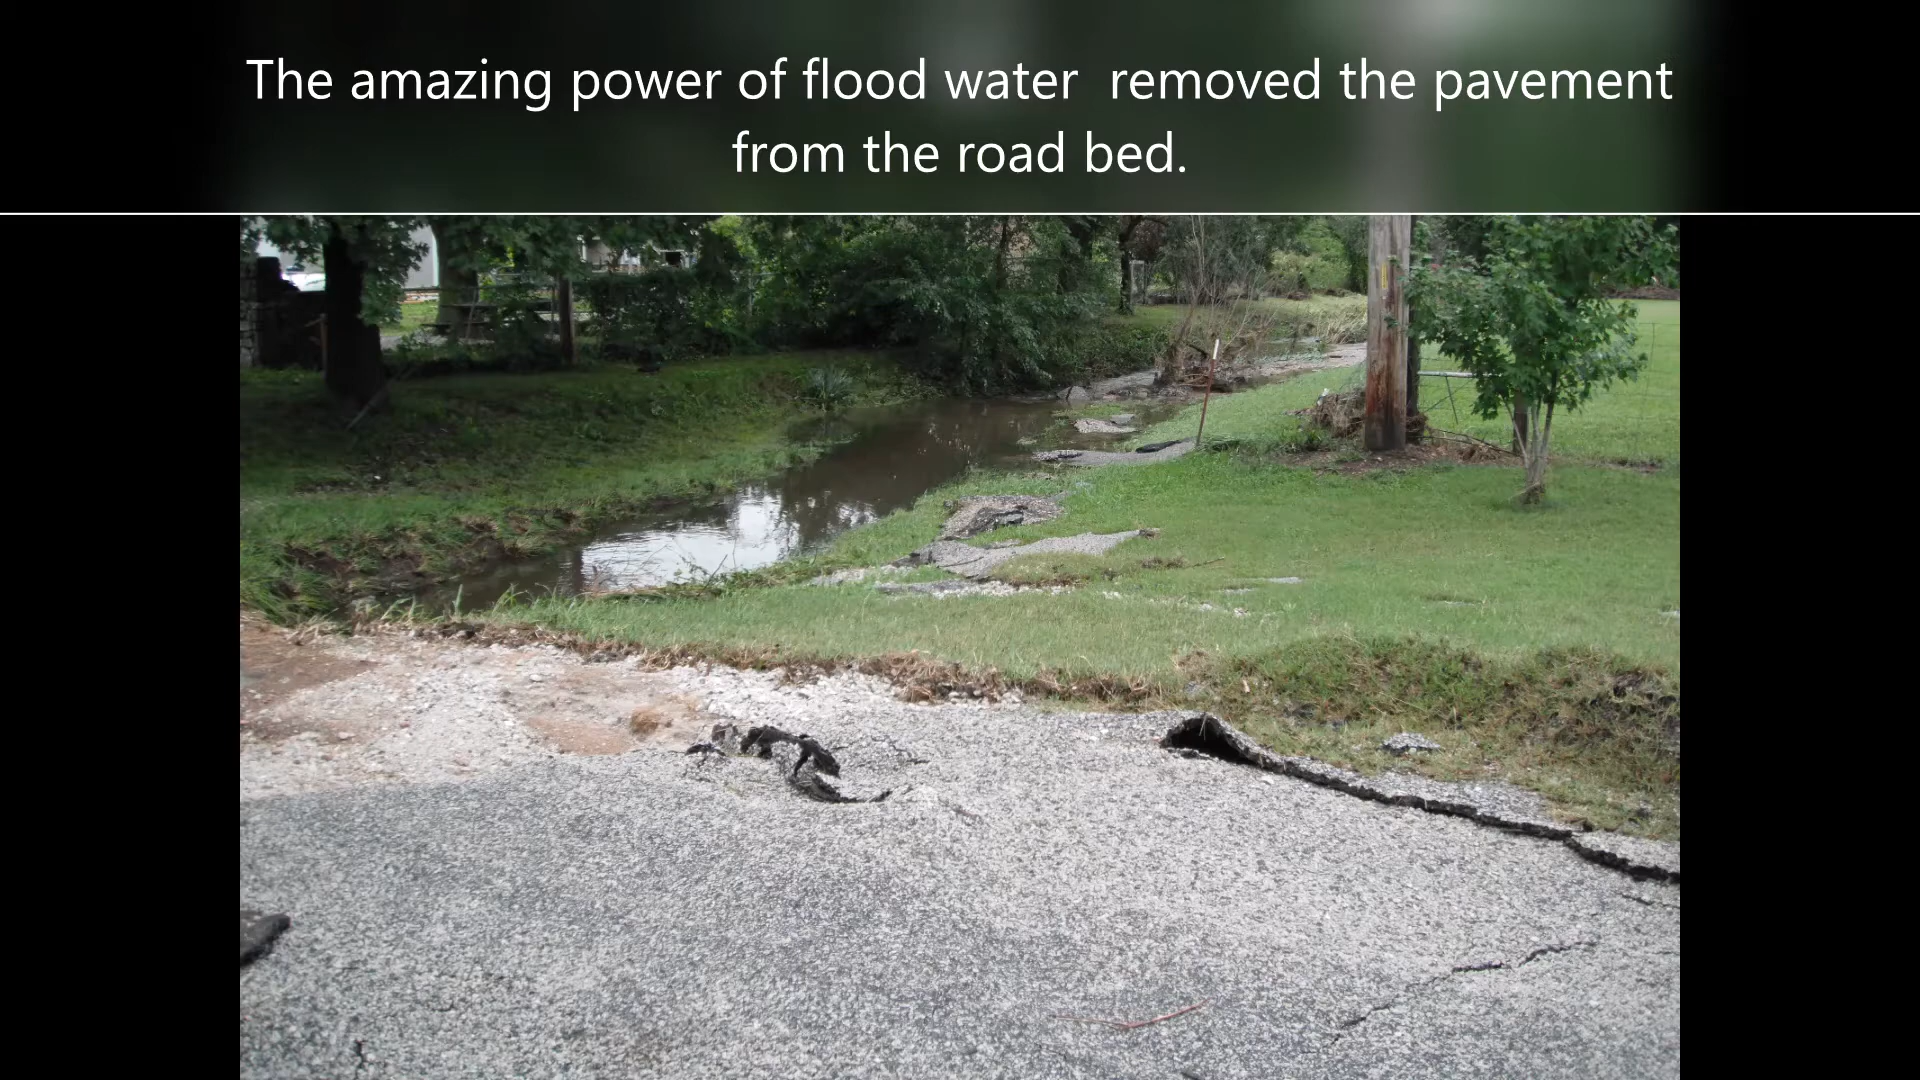 The amazing power of flood water  removed the pavement
from the road bed.